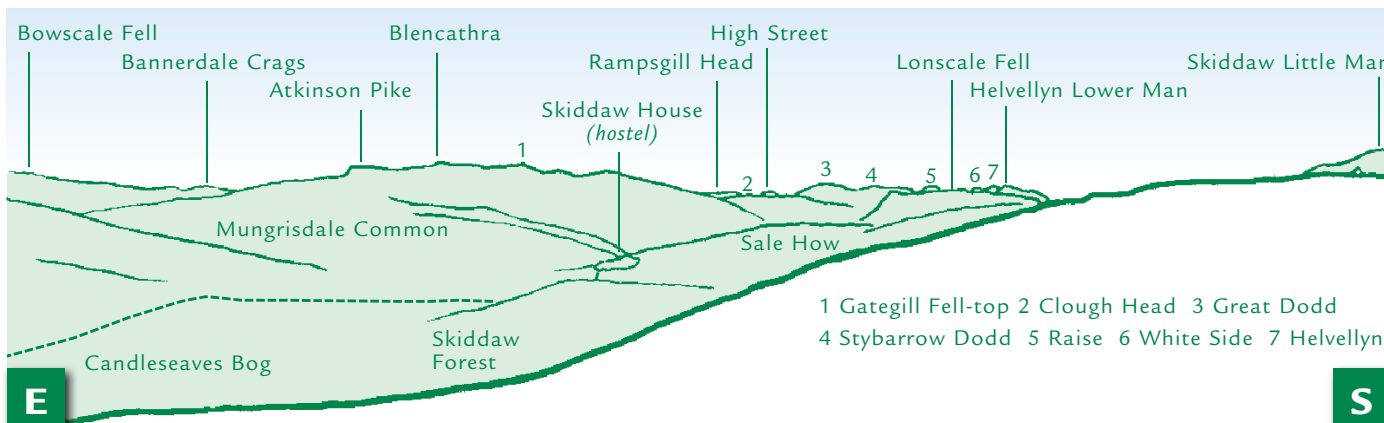 Bowscale Fell
Bannerdale Crags
Atkinson Pike
Blencathra
1
Skiddaw House
(hostel)
Rampsgill Head
High Street
2
3
4
5
6
7
Lonscale Fell
Helvellyn Lower Man
Skiddaw Little Man
Mungrisdale Common
Sale How
Candleseaves Bog
Skiddaw
Forest
1 Gategill Fell-top 2 Clough Head 3 Great Dodd
4 Stybarrow Dodd 5 Raise 6 White Side 7 Helvellyn
E
S